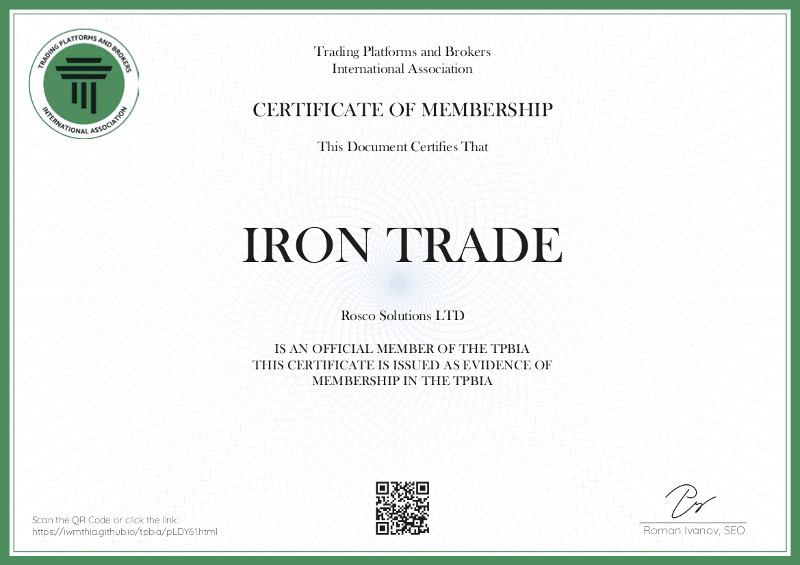 TRADING PLATFORMS AND BROKERS
INTERNATIONAL ASSOCIATION
Trading Platforms and Brokers
International Association
CERTIFICATE OF MEMBERSHIP
This Document Certifies That
IRON TRADE
Rosco Solutions LTD
IS AN OFFICIAL MEMBER OF THE TPBIA
THIS CERTIFICATE IS ISSUED AS EVIDENCE OF
MEMBERSHIP IN THE TPBIA
Scan the QR Code or click the link:
https://iwmthia.github.io/tpbia/pLDY61.html
Roman Ivanov, SEO